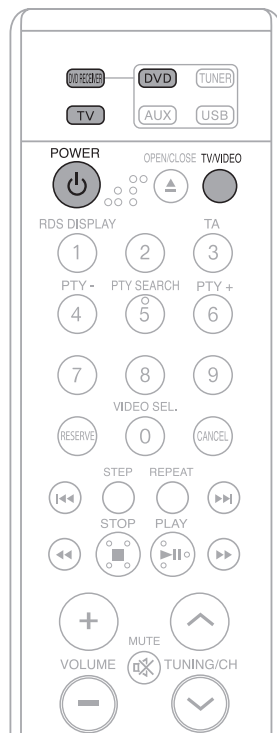 DVD RECEIVER DVD TUNER
TV AUX USB
POWER OPEN/CLOSE TV/VIDEO
RDS DISPLAY TA
1 2 3
PTY - PTY SEARCH PTY +
4 5 6
7 8 9
VIDEO SEL.
RESERVE 0 CANCEL
STEP REPEAT
STOP PLAY
MUTE
VOLUME TUNING/CH